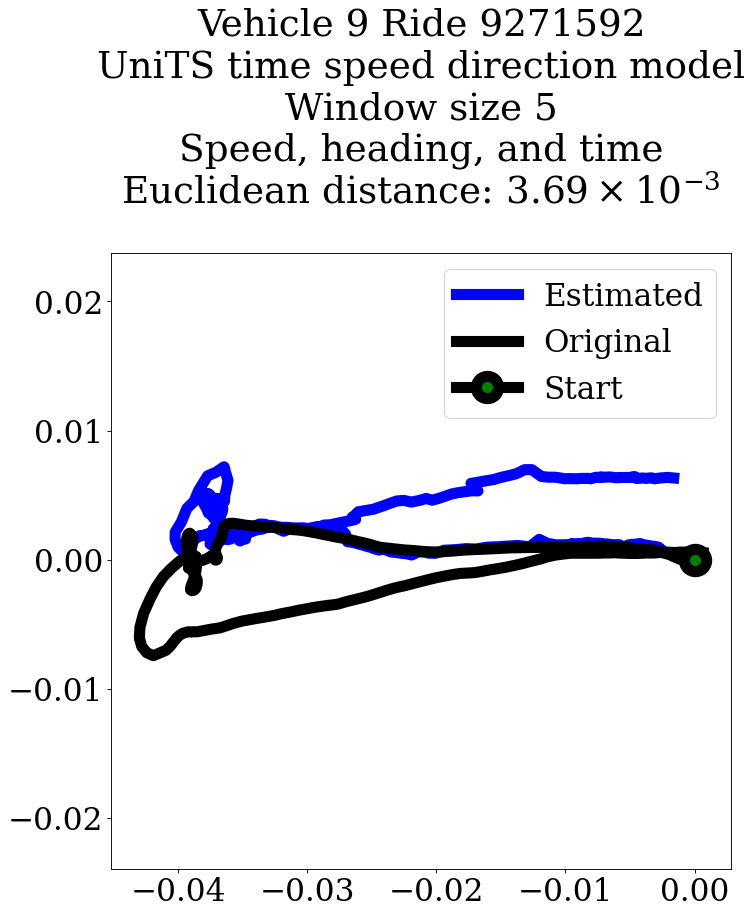 Vehicle 9 Ride 9271592
UniTS time speed direction model
Window size 5
Speed, heading, and time
Euclidean distance: 3.69 × 10⁻³
Estimated
Original
Start
0.02
0.01
0.00
−0.01
−0.02
−0.04 −0.03 −0.02 −0.01 0.00